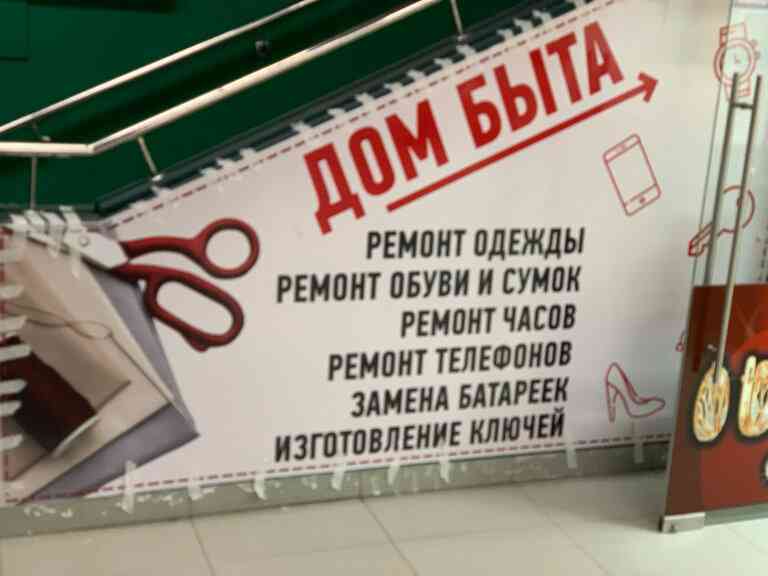 ДОМ БЫТА
РЕМОНТ ОДЕЖДЫ
РЕМОНТ ОБУВИ И СУМОК
РЕМОНТ ЧАСОВ
РЕМОНТ ТЕЛЕФОНОВ
ЗАМЕНА БАТАРЕЕК
ИЗГОТОВЛЕНИЕ КЛЮЧЕЙ